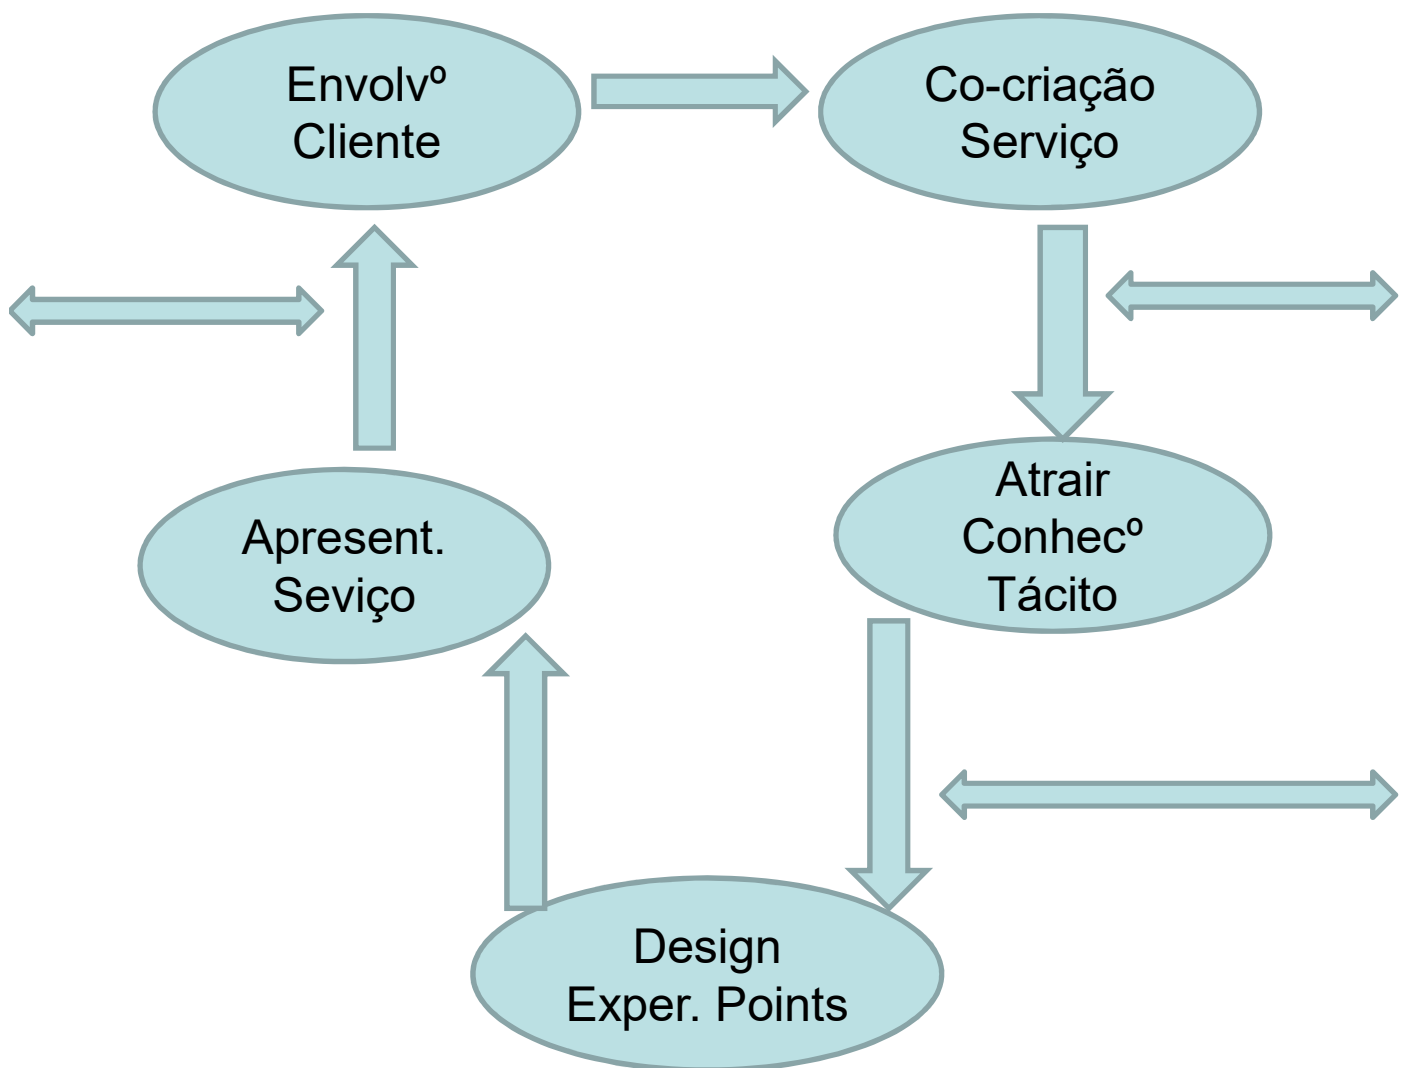 Envolvº
Cliente
Co-criação
Serviço
Atrair
Conhecº
Tácito
Apresent.
Seviço
Design
Exper. Points